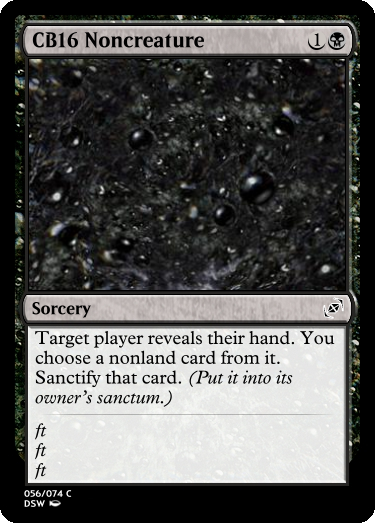 CB16 Noncreature 1
Sorcery
Target player reveals their hand. You
choose a nonland card from it.
Sanctify that card. (Put it into its
owner's sanctum.)
ft
ft
ft
056/074 C
DSW